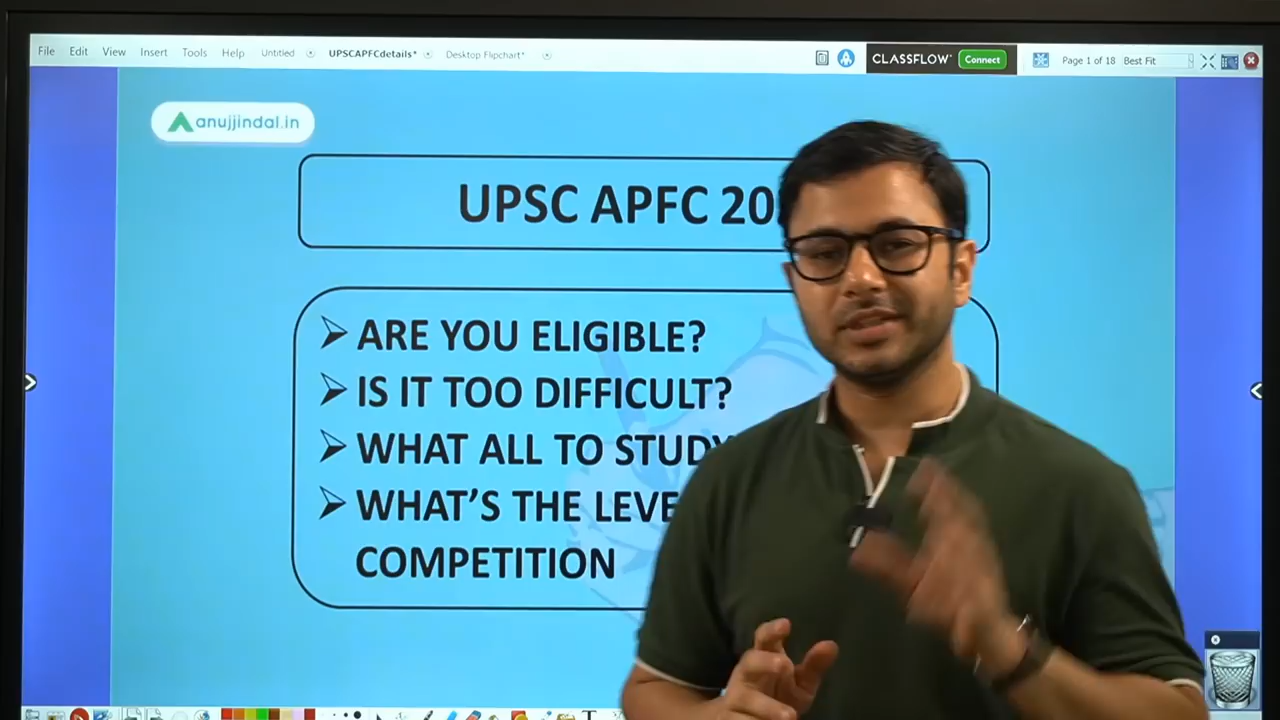 File Edit View Insert Tools Help Untitled UPSCAPFCdetails* Desktop Flipchart* CLASSFLOW Connect Page 1 of 18 Best Fit
anujjindal.in
UPSC APFC 20
ARE YOU ELIGIBLE?
IS IT TOO DIFFICULT?
WHAT ALL TO STUDY
WHAT'S THE LEVE
COMPETITION